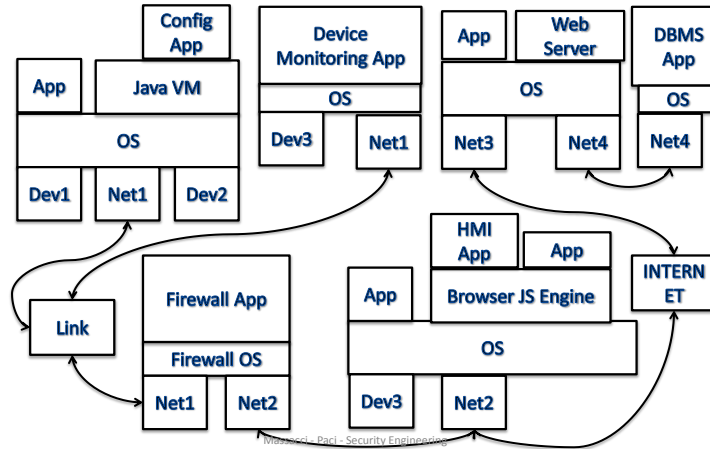 Config
App
App
Java VM
OS
Dev1
Net1
Dev2
Device
Monitoring App
OS
Dev3
Net1
App
Web
Server
OS
Net3
Net4
DBMS
App
OS
Net4
Link
Firewall App
Firewall OS
Net1
Net2
HMI
App
App
App
Browser JS Engine
OS
Dev3
Net2
INTERN
ET
Massacci - Paci - Security Engineering